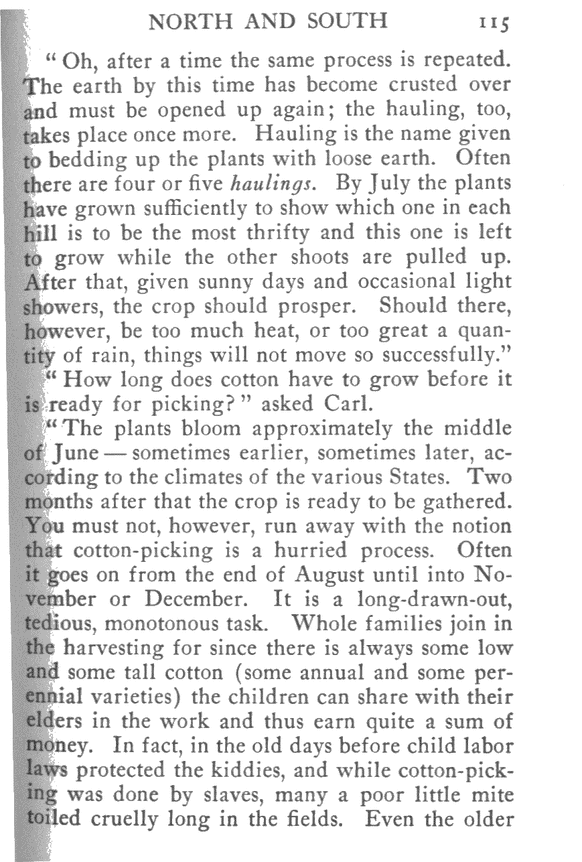 NORTH AND SOUTH 115
“ Oh, after a time the same process is repeated.
The earth by this time has become crusted over
and must be opened up again; the hauling, too,
takes place once more. Hauling is the name given
to bedding up the plants with loose earth. Often
there are four or five haulings. By July the plants
have grown sufficiently to show which one in each
hill is to be the most thrifty and this one is left
to grow while the other shoots are pulled up.
After that, given sunny days and occasional light
showers, the crop should prosper. Should there,
however, be too much heat, or too great a quan-
tity of rain, things will not move so successfully.”
“ How long does cotton have to grow before it
is ready for picking? ” asked Carl.
“ The plants bloom approximately the middle
of June — sometimes earlier, sometimes later, ac-
cording to the climates of the various States. Two
months after that the crop is ready to be gathered.
You must not, however, run away with the notion
that cotton-picking is a hurried process. Often
it goes on from the end of August until into No-
vember or December. It is a long-drawn-out,
tedious, monotonous task. Whole families join in
the harvesting for since there is always some low
and some tall cotton (some annual and some per-
ennial varieties) the children can share with their
elders in the work and thus earn quite a sum of
money. In fact, in the old days before child labor
laws protected the kiddies, and while cotton-pick-
ing was done by slaves, many a poor little mite
toiled cruelly long in the fields. Even the older